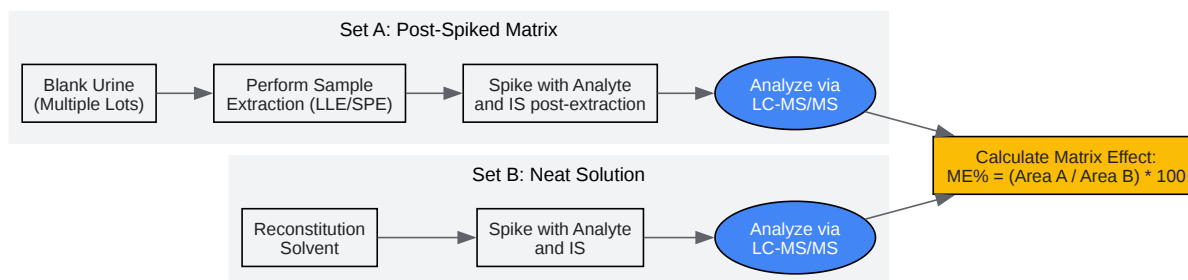 Set A: Post-Spiked Matrix
Blank Urine
(Multiple Lots)
Perform Sample
Extraction (LLE/SPE)
Spike with Analyte
and IS post-extraction
Analyze via
LC-MS/MS
Calculate Matrix Effect:
ME% = (Area A / Area B) * 100
Set B: Neat Solution
Reconstitution
Solvent
Spike with Analyte
and IS
Analyze via
LC-MS/MS